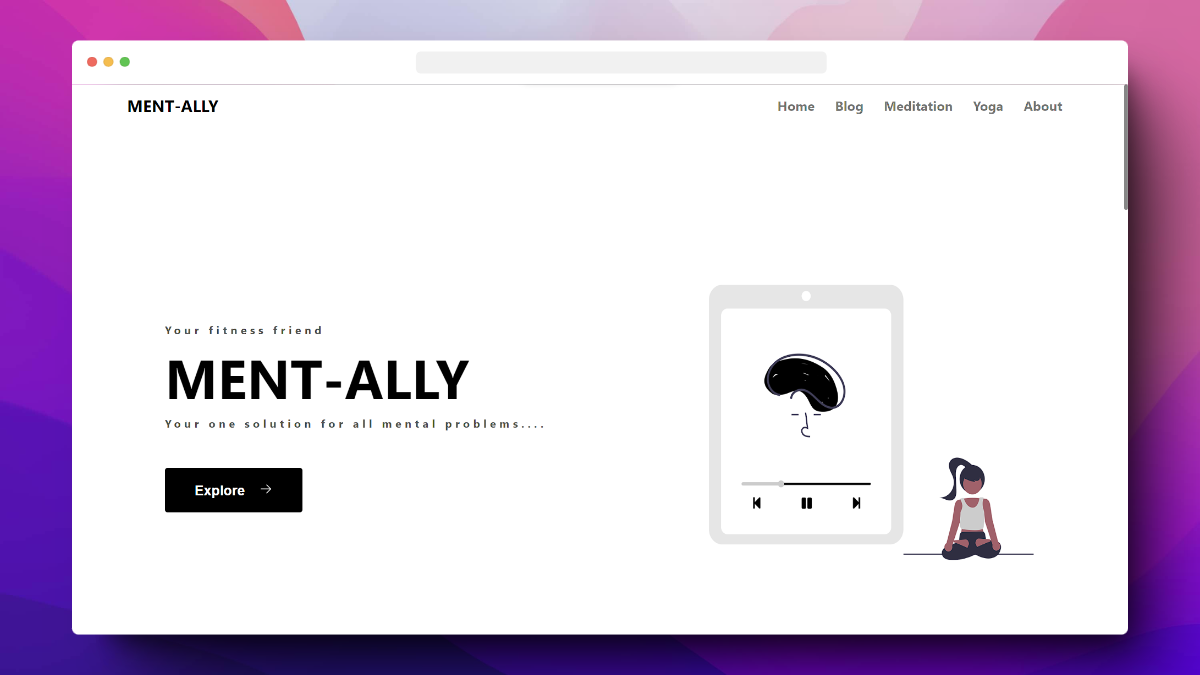 MENT-ALLY
Home Blog Meditation Yoga About
Your fitness friend
MENT-ALLY
Your one solution for all mental problems....
Explore